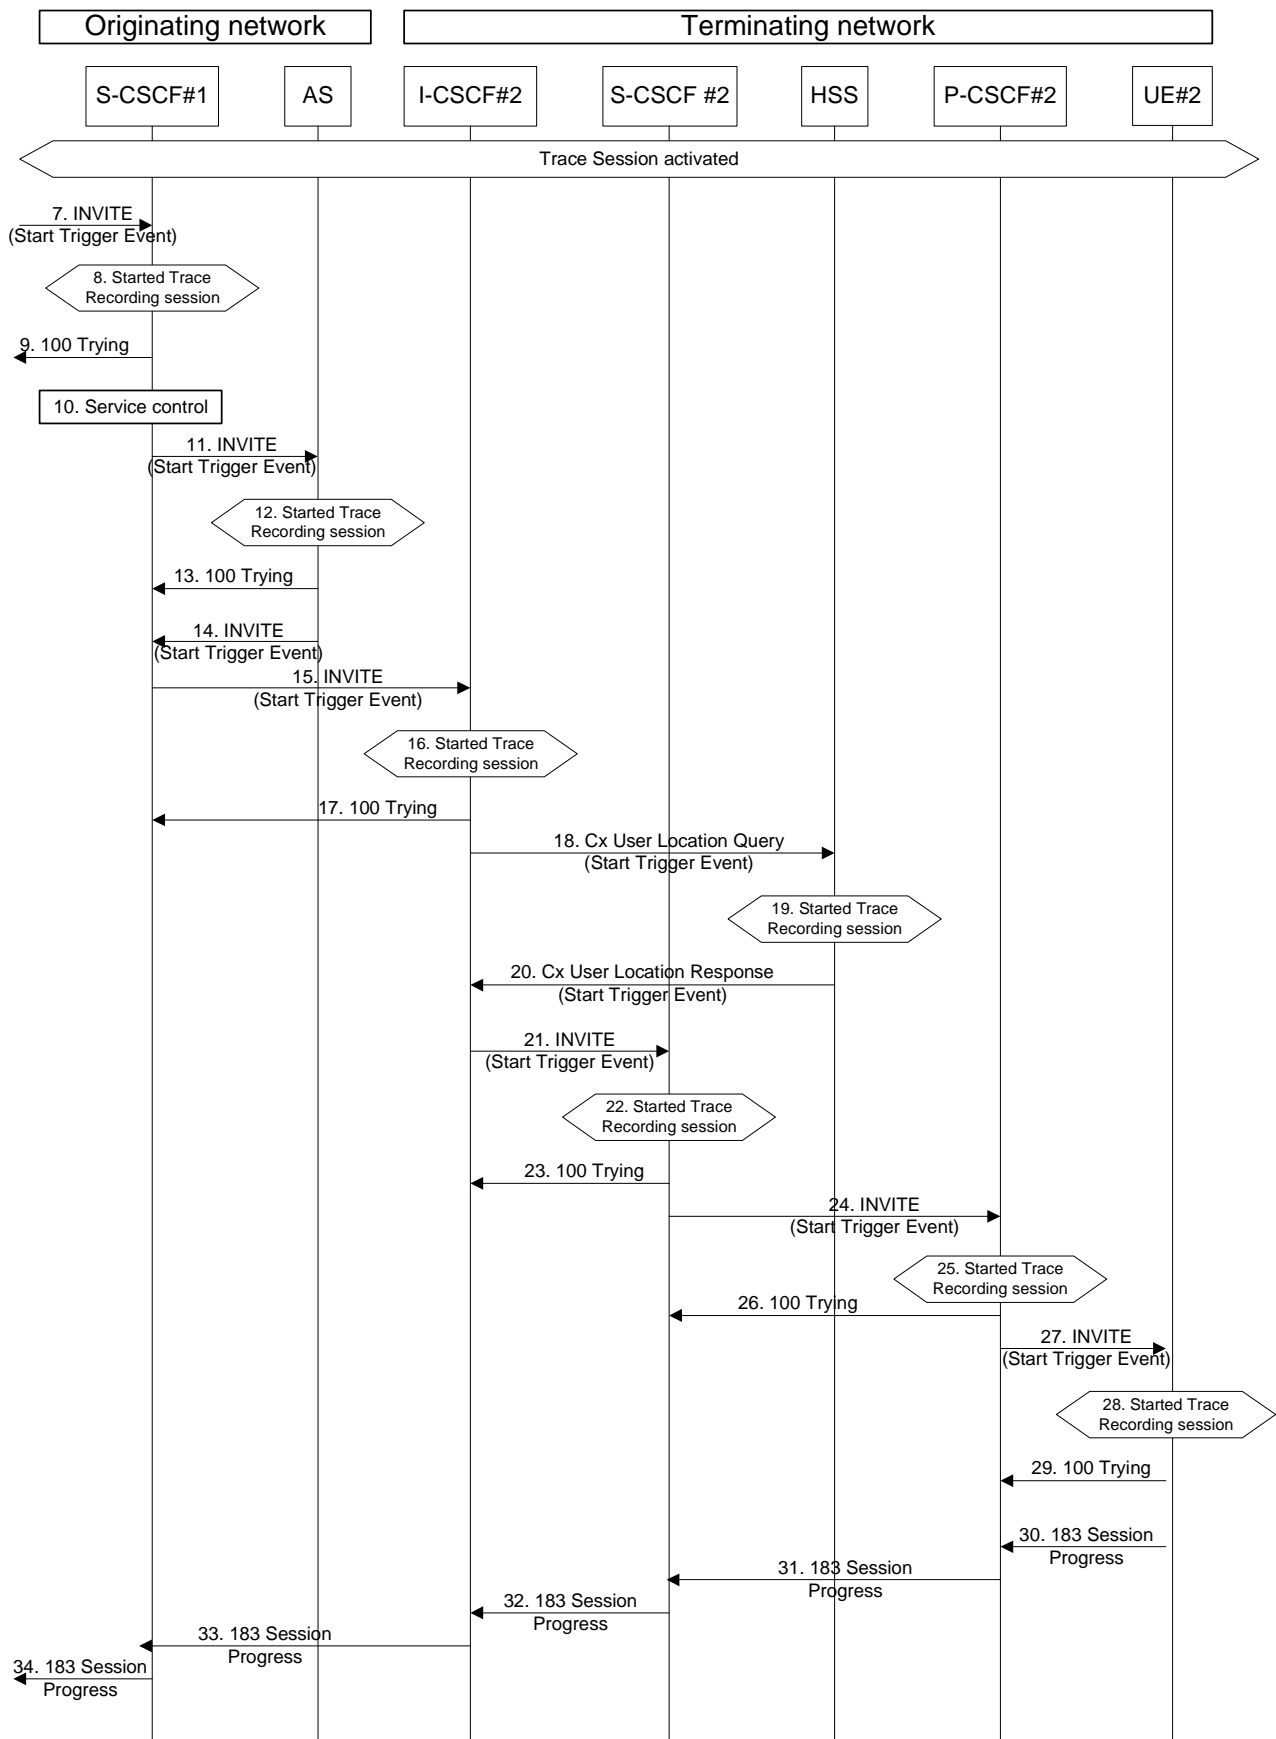 Originating network
Terminating network
S-CSCF#1
AS
I-CSCF#2
S-CSCF #2
HSS
P-CSCF#2
UE#2
Trace Session activated
7. INVITE
(Start Trigger Event)
8. Started Trace
Recording session
9. 100 Trying
10. Service control
11. INVITE
(Start Trigger Event)
12. Started Trace
Recording session
13. 100 Trying
14. INVITE
(Start Trigger Event)
15. INVITE
(Start Trigger Event)
16. Started Trace
Recording session
17. 100 Trying
18. Cx User Location Query
(Start Trigger Event)
19. Started Trace
Recording session
20. Cx User Location Response
(Start Trigger Event)
21. INVITE
(Start Trigger Event)
22. Started Trace
Recording session
23. 100 Trying
24. INVITE
(Start Trigger Event)
25. Started Trace
Recording session
26. 100 Trying
27. INVITE
(Start Trigger Event)
28. Started Trace
Recording session
29. 100 Trying
30. 183 Session
Progress
31. 183 Session
Progress
32. 183 Session
Progress
33. 183 Session
Progress
34. 183 Session
Progress